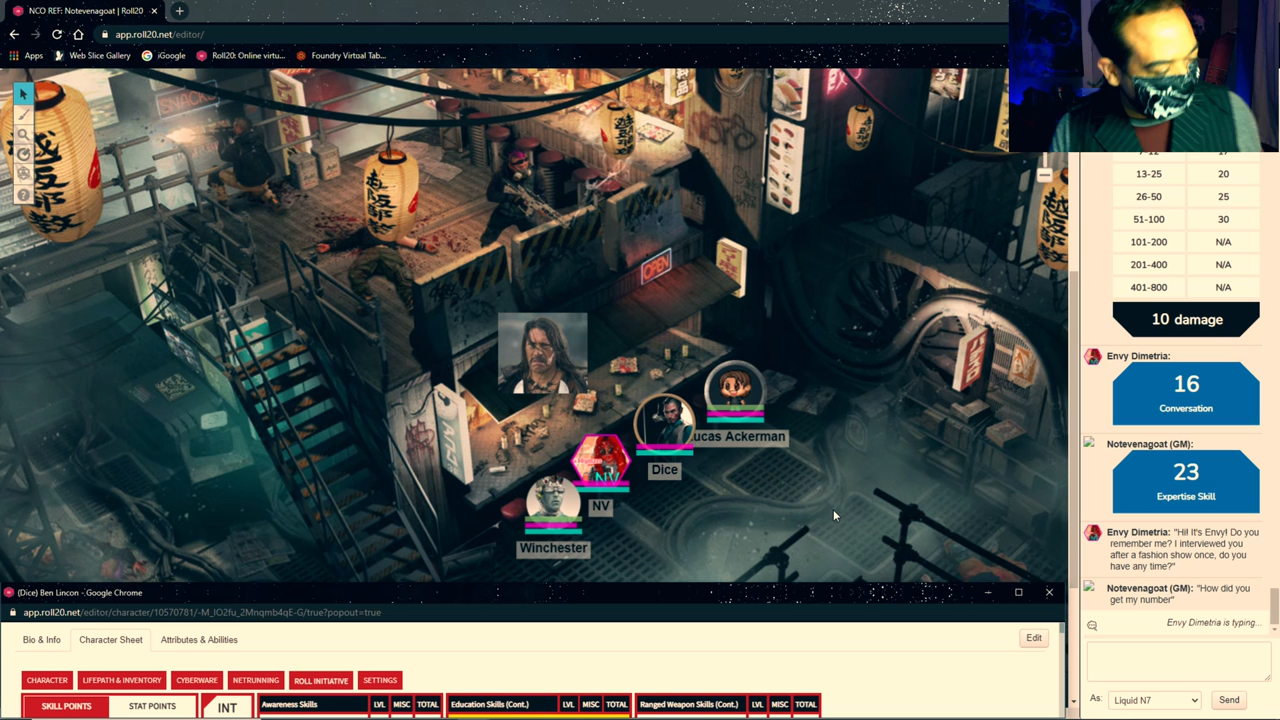 NCO REF: Notevenagoat | Roll20
app.roll20.net/editor/
Apps
Web Slice Gallery
iGoogle
Roll20: Online virtu...
Foundry Virtual Tab...
SNACKS
OPEN
13-25 20
26-50 25
51-100 30
101-200 N/A
201-400 N/A
401-800 N/A
10 damage
Envy Dimetria:
16
Conversation
Notevenagoat (GM):
23
Expertise Skill
Envy Dimetria: "Hi! It's Envy! Do you
remember me? I interviewed you
after a fashion show once, do you
have any time?"
Notevenagoat (GM): "How did you
get my number"
Envy Dimetria is typing...
As: Liquid N7 Send
ucas Ackerman
Dice
NV
NV
Winchester
(Dice) Ben Lincon - Google Chrome
app.roll20.net/editor/character/10570781/-M_IO2fu_2Mnqmb4qE-G/true?popout=true
Bio & Info
Character Sheet
Attributes & Abilities
Edit
CHARACTER
LIFEPATH & INVENTORY
CYBERWARE
NETRUNNING
ROLL INITIATIVE
SETTINGS
SKILL POINTS
STAT POINTS
INT
Awareness Skills LVL MISC TOTAL
Education Skills (Cont.) LVL MISC TOTAL
Ranged Weapon Skills (Cont.) LVL MISC TOTAL